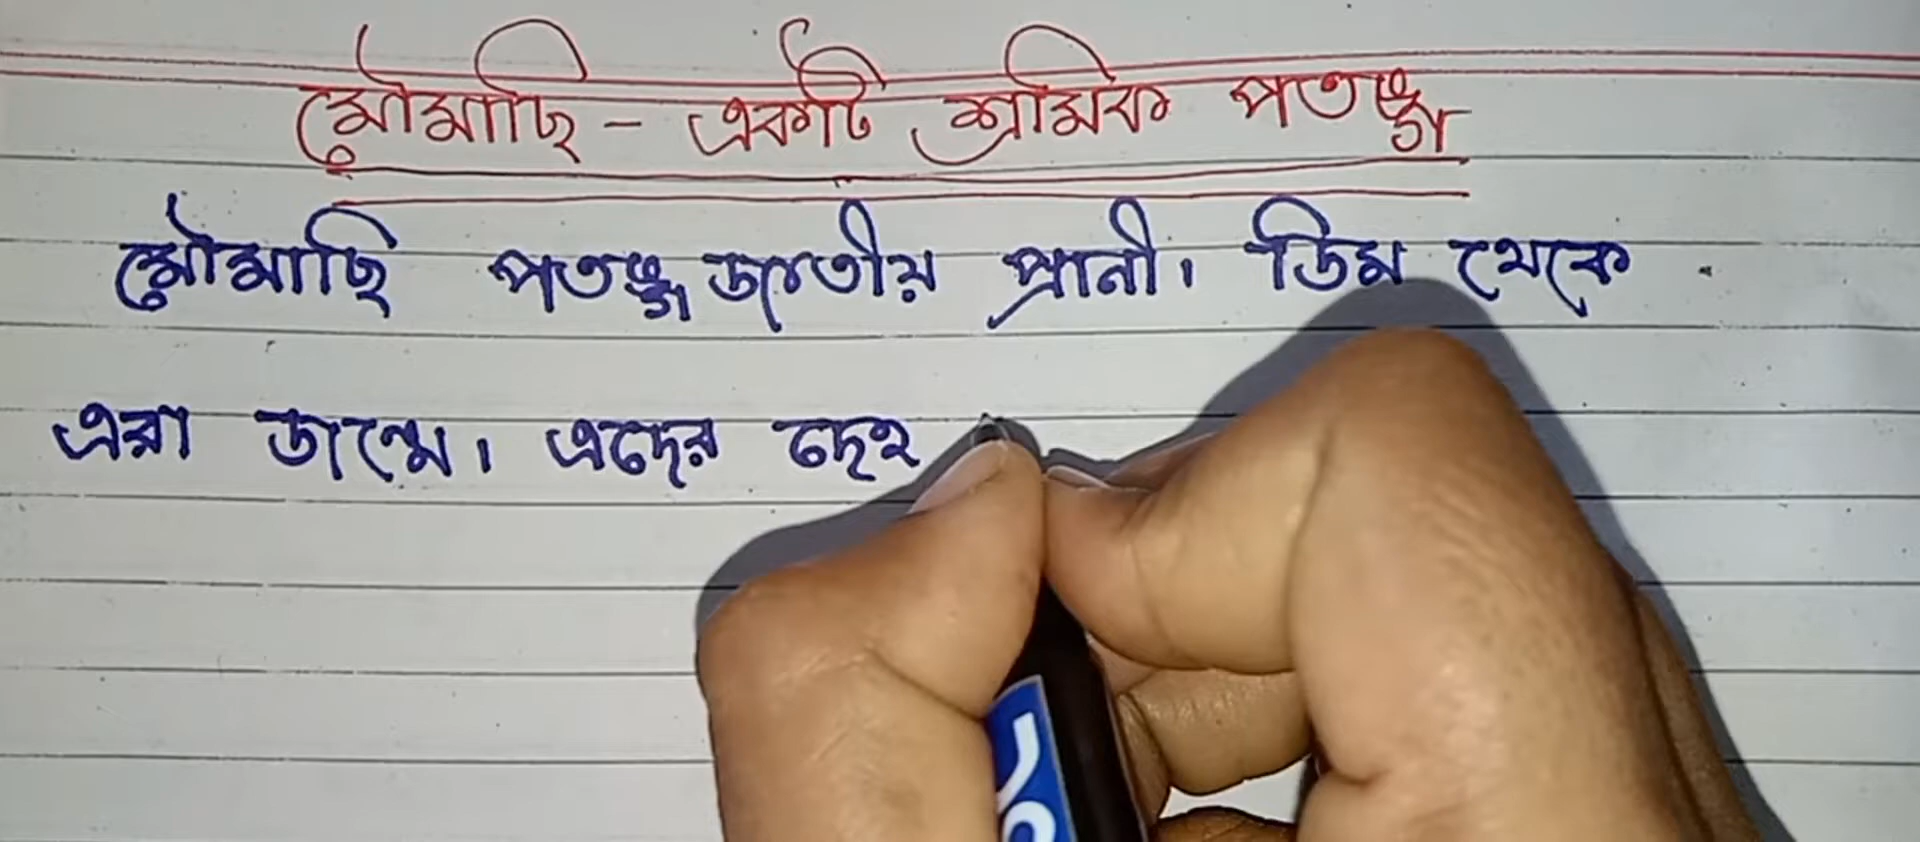 মৌমাছি - একটি শ্রমিক পতঙ্গ
মৌমাছি পতঙ্গ জাতীয় প্রানী। ডিম থেকে
এরা জন্মে। এদের দেহ